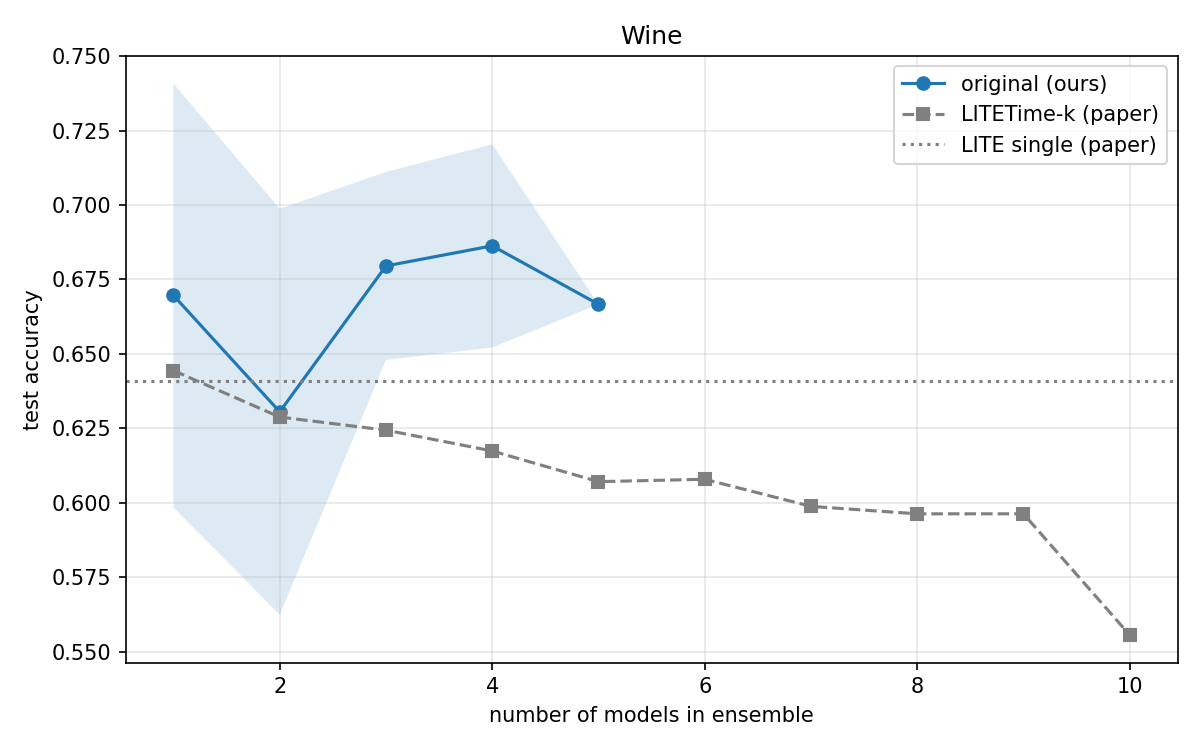 Wine
0.750
0.725
0.700
0.675
0.650
0.625
0.600
0.575
0.550
test accuracy
original (ours)
LITETime-k (paper)
LITE single (paper)
2 4 6 8 10
number of models in ensemble